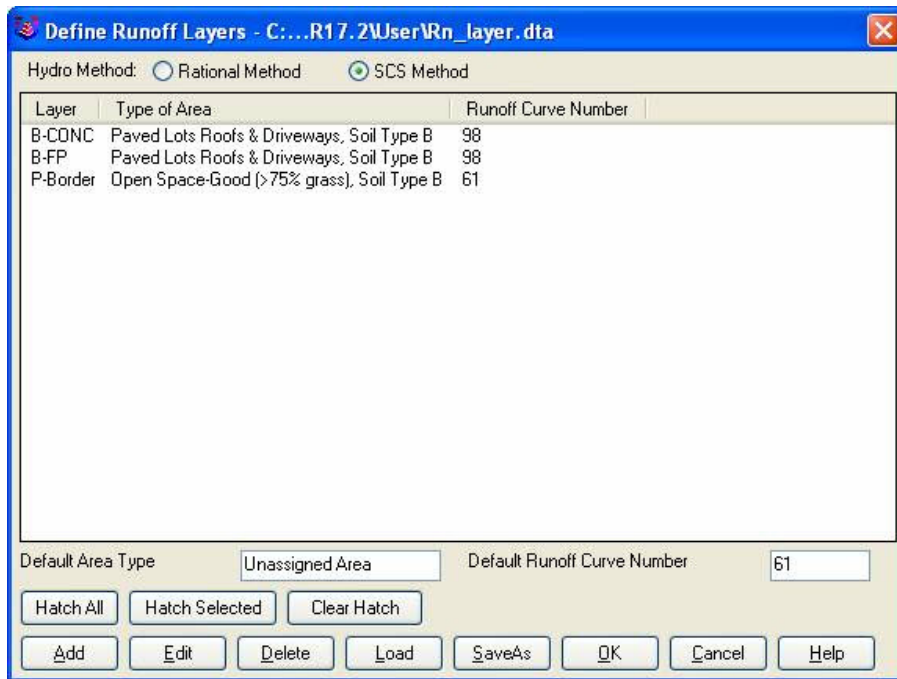 Define Runoff Layers - C:...R17.2\User\Rn_layer.dta
Hydro Method: Rational Method SCS Method
Layer Type of Area Runoff Curve Number
B-CONC Paved Lots Roofs & Driveways, Soil Type B 98
B-FP Paved Lots Roofs & Driveways, Soil Type B 98
P-Border Open Space-Good (>75% grass), Soil Type B 61
Default Area Type Unassigned Area Default Runoff Curve Number 61
Hatch All Hatch Selected Clear Hatch
Add Edit Delete Load SaveAs OK Cancel Help